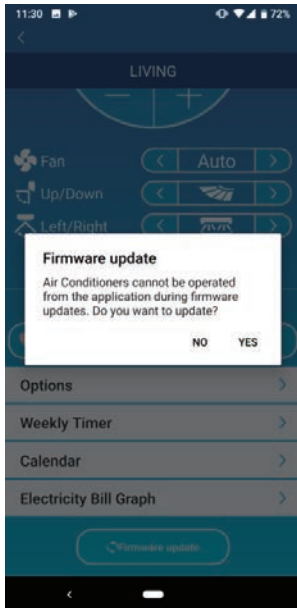 11:30 72%
LIVING
Fan Auto
Up/Down
Left/Right
Firmware update
Air Conditioners cannot be operated
from the application during firmware
updates. Do you want to update?
NO YES
Options
Weekly Timer
Calendar
Electricity Bill Graph
Firmware update